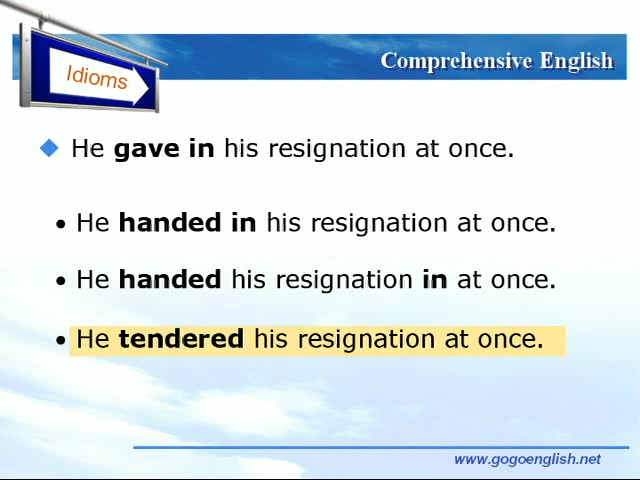 Idioms
Comprehensive English
He gave in his resignation at once.
• He handed in his resignation at once.
• He handed his resignation in at once.
• He tendered his resignation at once.
www.gogoenglish.net